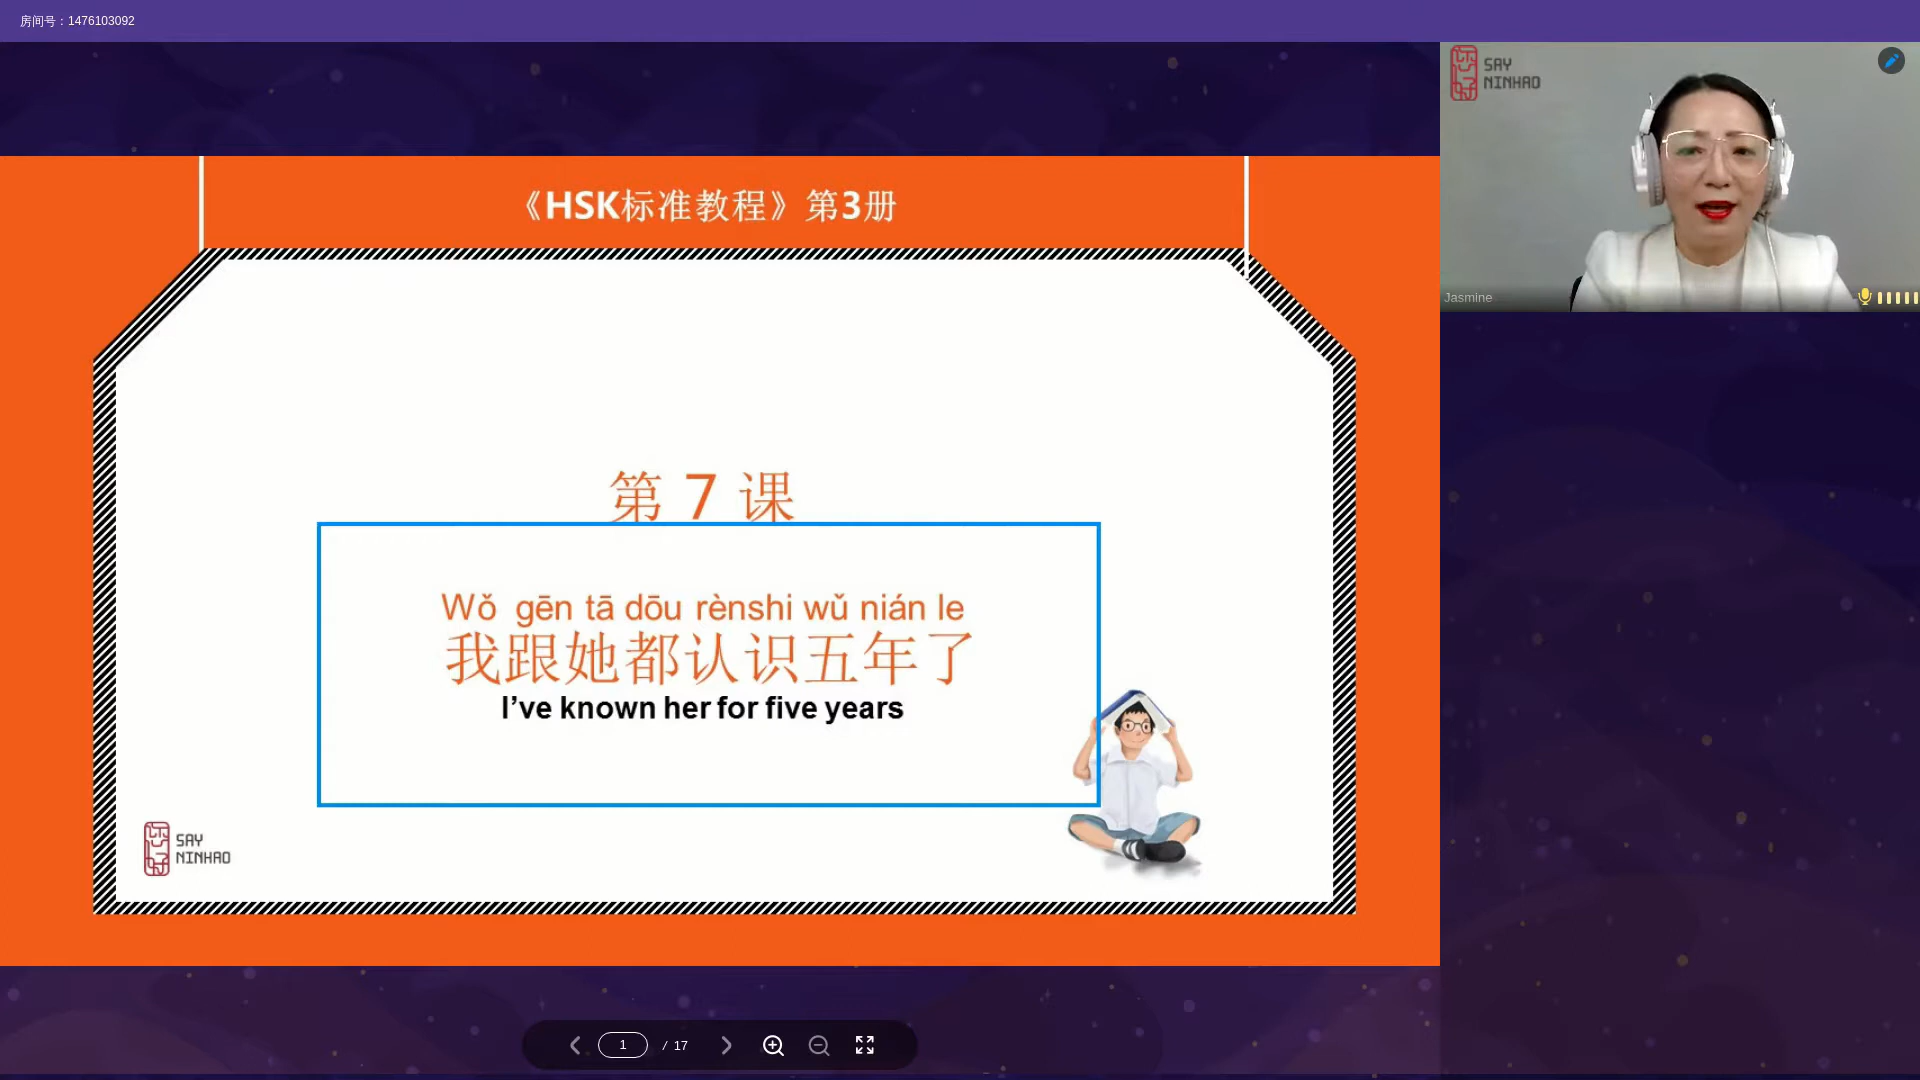 房间号：1476103092
SAY
NINHAO
《HSK标准教程》第3册
Jasmine
第 7 课
Wǒ gēn tā dōu rènshi wǔ nián le
我跟她都认识五年了
I’ve known her for five years
SAY
NINHAO
1 / 17